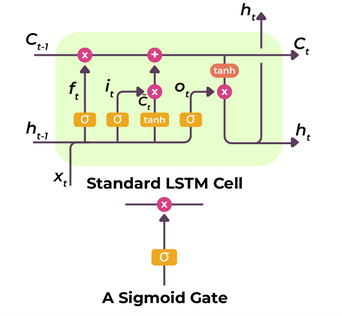 h_t
C_t-1
x
+
C_t
tanh
f_t
i_t
x
C̃_t
o_t
x
σ
σ
tanh
σ
h_t-1
h_t
x_t
Standard LSTM Cell
x
σ
A Sigmoid Gate